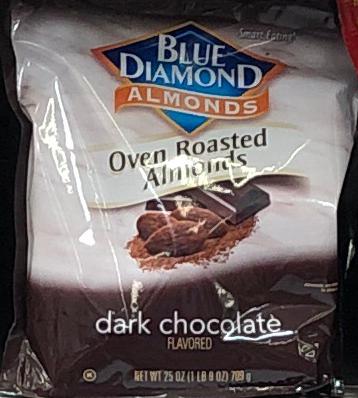 Smart Eating
BLUE
DIAMOND
ALMONDS
Oven Roasted
Almonds
dark chocolate
FLAVORED
NET WT 25 OZ (1 LB 9 OZ) 709 g